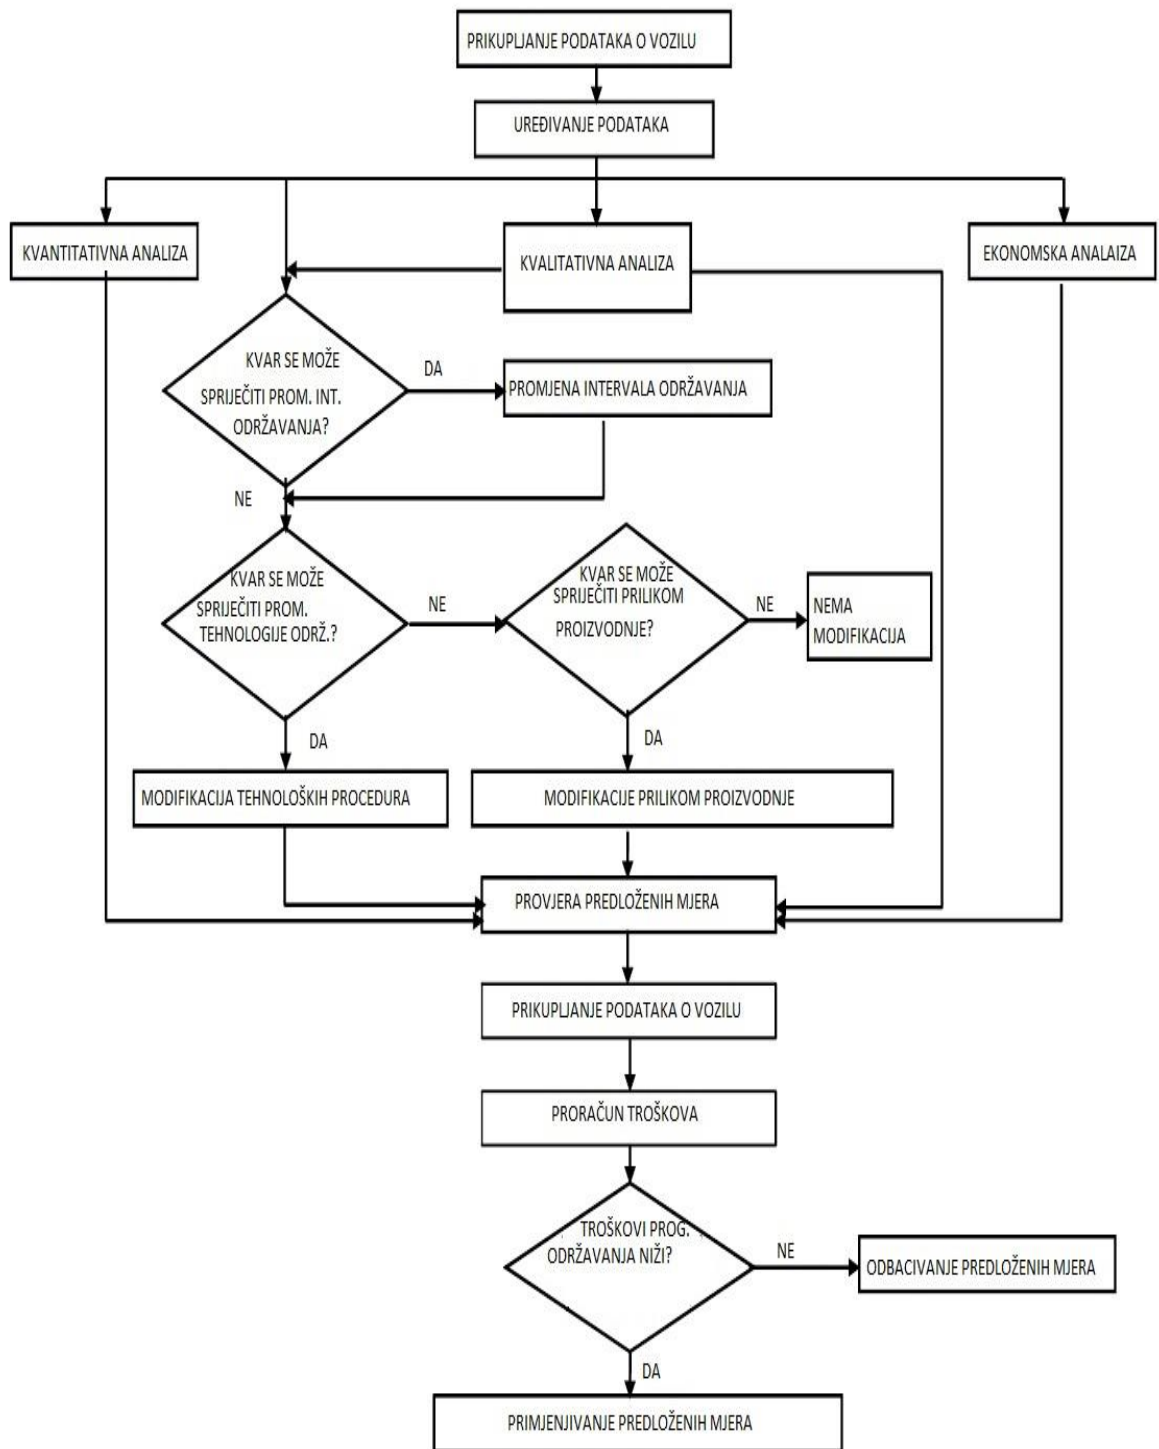 PRIKUPLJANJE PODATAKA O VOZILU
UREĐIVANJE PODATAKA
KVANTITATIVNA ANALIZA
KVALITATIVNA ANALIZA
EKONOMSKA ANALAIZA
KVAR SE MOŽE
SPRIJEČITI PROM. INT.
ODRŽAVANJA?
DA
PROMJENA INTERVALA ODRŽAVANJA
NE
KVAR SE MOŽE
SPRIJEČITI PROM.
TEHNOLOGIJE ODRŽ.?
NE
KVAR SE MOŽE
SPRIJEČITI PRILIKOM
PROIZVODNJE?
NE
NEMA
MODIFIKACIJA
DA
DA
MODIFIKACIJA TEHNOLOŠKIH PROCEDURA
MODIFIKACIJE PRILIKOM PROIZVODNJE
PROVJERA PREDLOŽENIH MJERA
PRIKUPLJANJE PODATAKA O VOZILU
PRORAČUN TROŠKOVA
TROŠKOVI PROG.
ODRŽAVANJA NIŽI?
NE
ODBACIVANJE PREDLOŽENIH MJERA
DA
PRIMJENJIVANJE PREDLOŽENIH MJERA